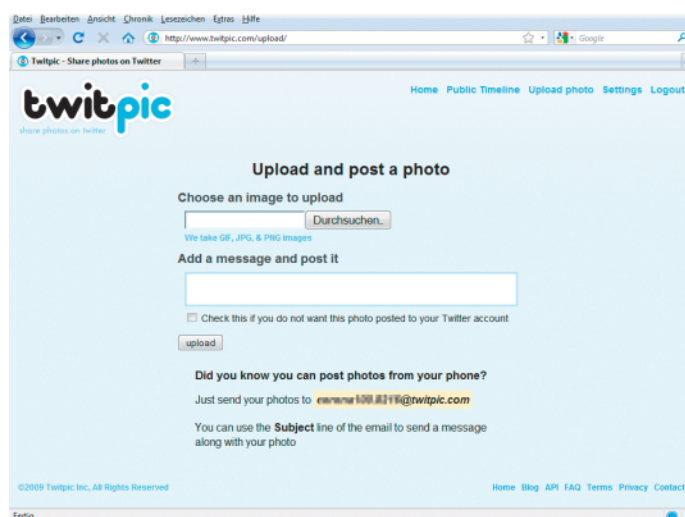 Datei Bearbeiten Ansicht Chronik Lesezeichen Extras Hilfe
http://www.twitpic.com/upload/
Google
Twitpic - Share photos on Twitter
twitpic
share photos on twitter
Home Public Timeline Upload photo Settings Logout
Upload and post a photo
Choose an image to upload
Durchsuchen..
We take GIF, JPG, & PNG images
Add a message and post it
Check this if you do not want this photo posted to your Twitter account
upload
Did you know you can post photos from your phone?
Just send your photos to @twitpic.com
You can use the Subject line of the email to send a message
along with your photo
©2009 Twitpic Inc, All Rights Reserved
Home Blog API FAQ Terms Privacy Contact
Fertig